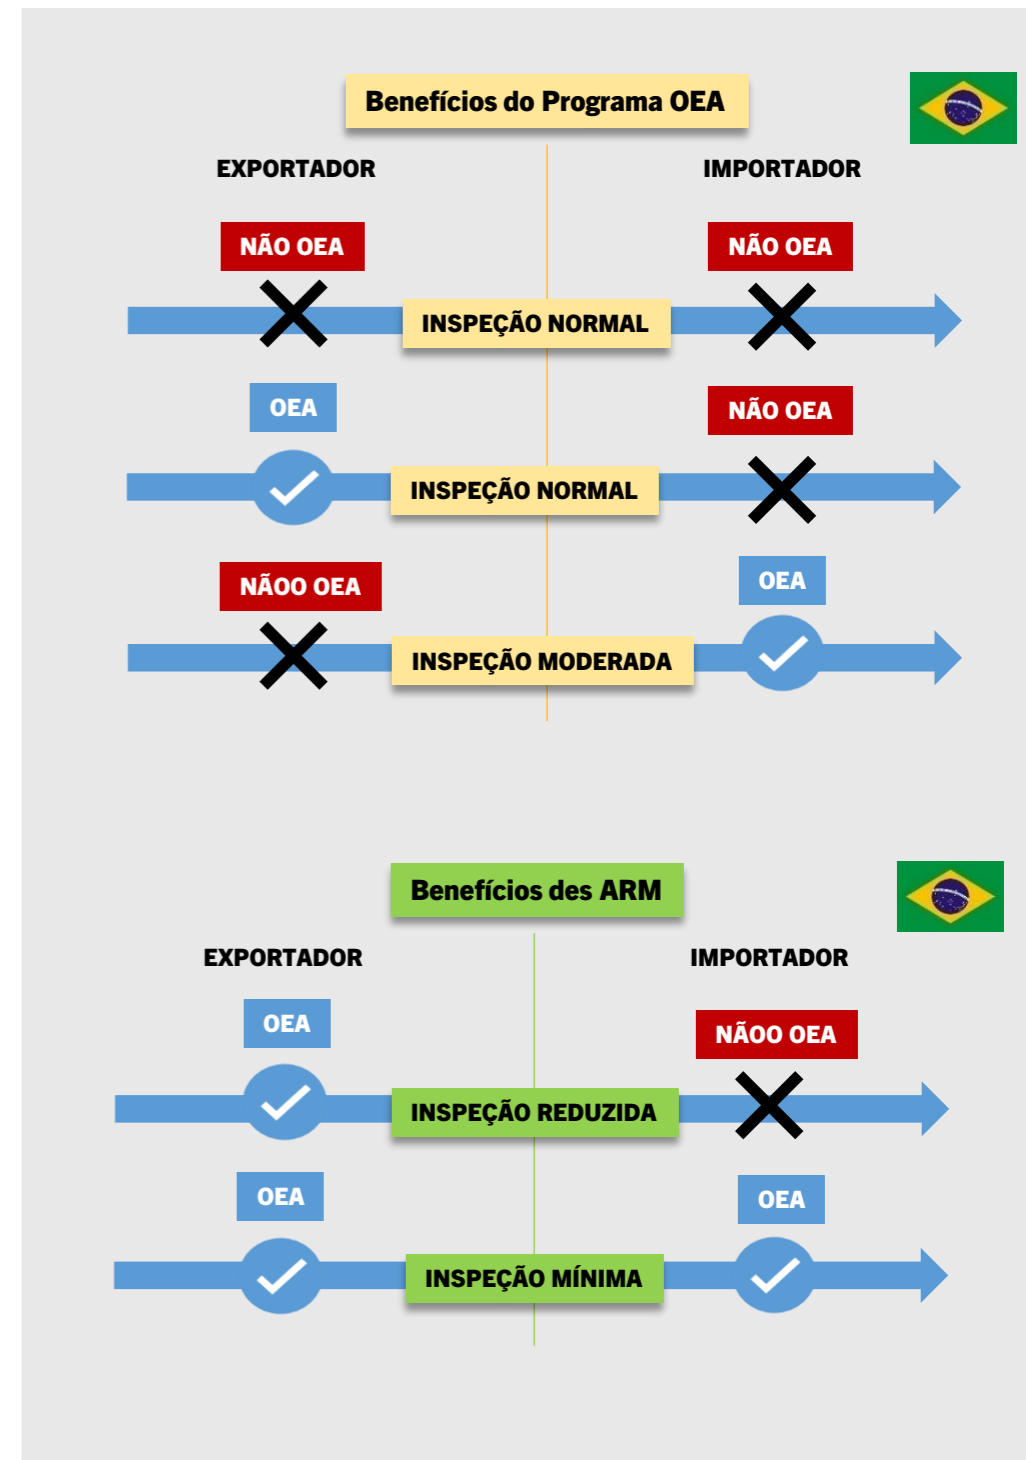 Benefícios do Programa OEA
EXPORTADOR
IMPORTADOR
NÃO OEA
NÃO OEA
INSPEÇÃO NORMAL
OEA
NÃO OEA
INSPEÇÃO NORMAL
NÃOO OEA
OEA
INSPEÇÃO MODERADA
Benefícios des ARM
EXPORTADOR
IMPORTADOR
OEA
NÃOO OEA
INSPEÇÃO REDUZIDA
OEA
OEA
INSPEÇÃO MÍNIMA